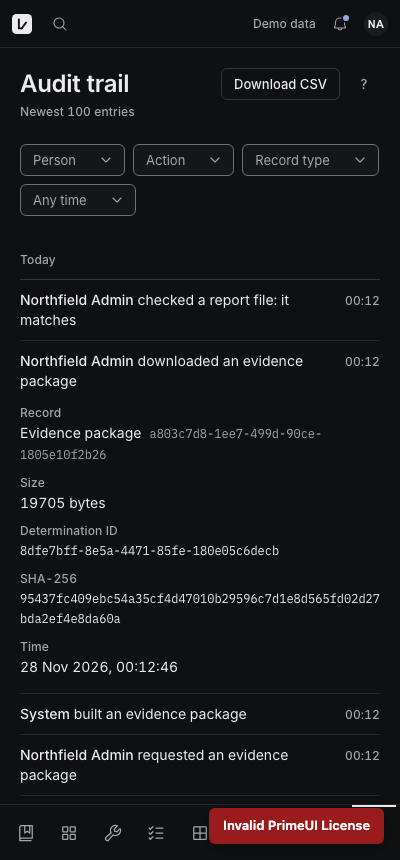 Demo data
NA
Audit trail
Download CSV
?
Newest 100 entries
Person
Action
Record type
Any time
Today
Northfield Admin checked a report file: it
matches
00:12
Northfield Admin downloaded an evidence
package
00:12
Record
Evidence package a803c7d8-1ee7-499d-90ce-
1805e10f2b26
Size
19705 bytes
Determination ID
8dfe7bff-8e5a-4471-85fe-180e05c6decb
SHA-256
95437fc409ebc54a35cf4d47010b29596c7d1e8d565fd02d27
bda2ef4e8da60a
Time
28 Nov 2026, 00:12:46
System built an evidence package
00:12
Northfield Admin requested an evidence
package
00:12
Invalid PrimeUI License